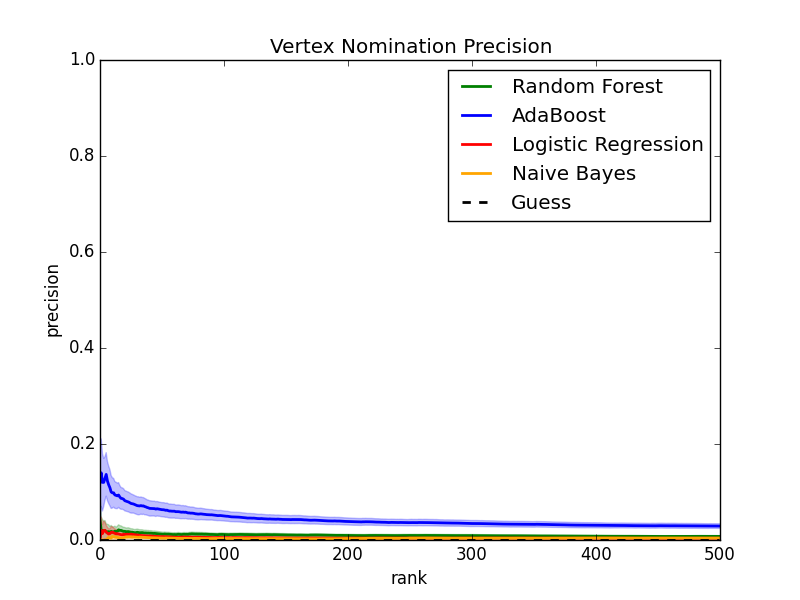 Vertex Nomination Precision
1.0
0.8
0.6
0.4
0.2
0.0
precision
Random Forest
AdaBoost
Logistic Regression
Naive Bayes
Guess
0 100 200 300 400 500
rank